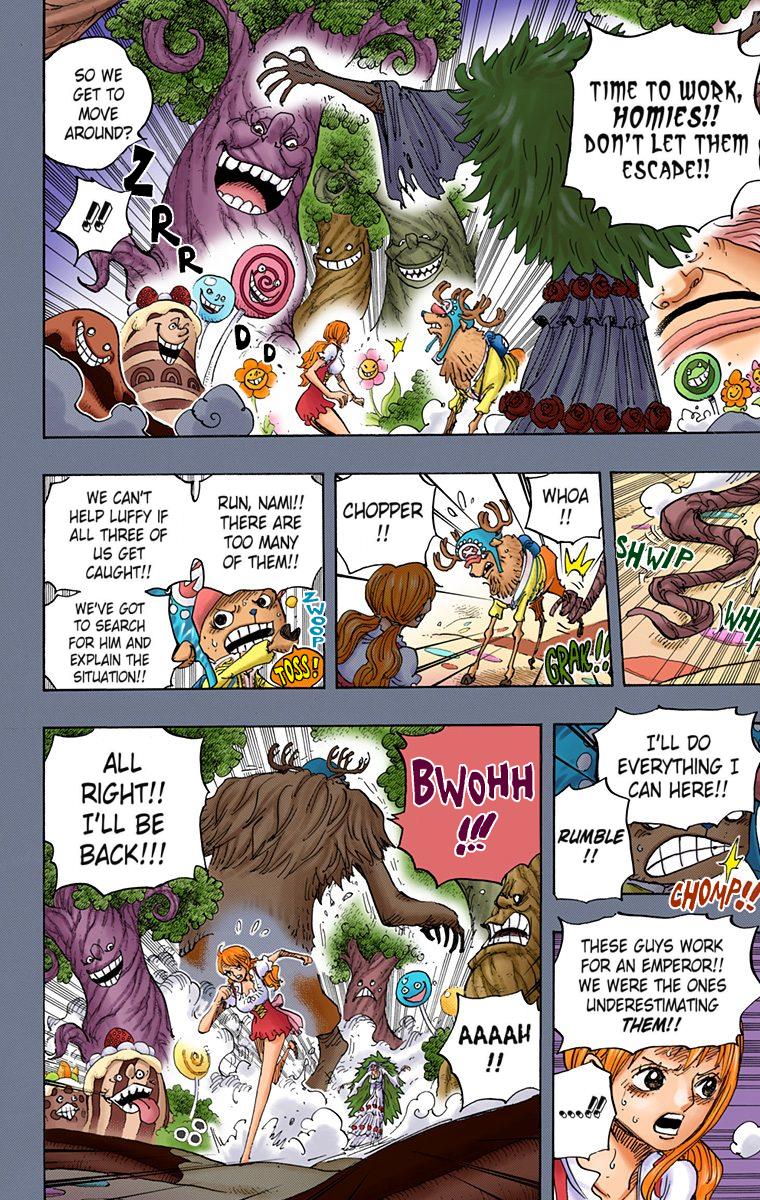 TIME TO WORK,
HOMIES!!
DON'T LET THEM
ESCAPE!!
SO WE
GET TO
MOVE
AROUND?
!!
ZRR
DD
SHWIP
WHIP
WHOA
!!
CHOPPER
!!
GRAK!!
RUN, NAMI!!
THERE ARE
TOO MANY
OF THEM!!
WE CAN'T
HELP LUFFY IF
ALL THREE OF
US GET
CAUGHT!!
WE'VE GOT
TO SEARCH
FOR HIM AND
EXPLAIN THE
SITUATION!!
ZWOOP
TOSS!
I'LL DO
EVERYTHING I
CAN HERE!!
RUMBLE
!!
CHOMP!!
THESE GUYS WORK
FOR AN EMPEROR!!
WE WERE THE ONES
UNDERESTIMATING
THEM!!
....!!
BWOHH
!!!
ALL
RIGHT!!
I'LL BE
BACK!!!
AAAAH
!!